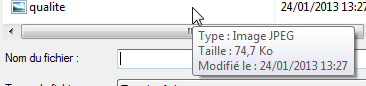 qualite 24/01/2013 13:27
Type : Image JPEG
Taille : 74,7 Ko
Nom du fichier :
Modifié le : 24/01/2013 13:27